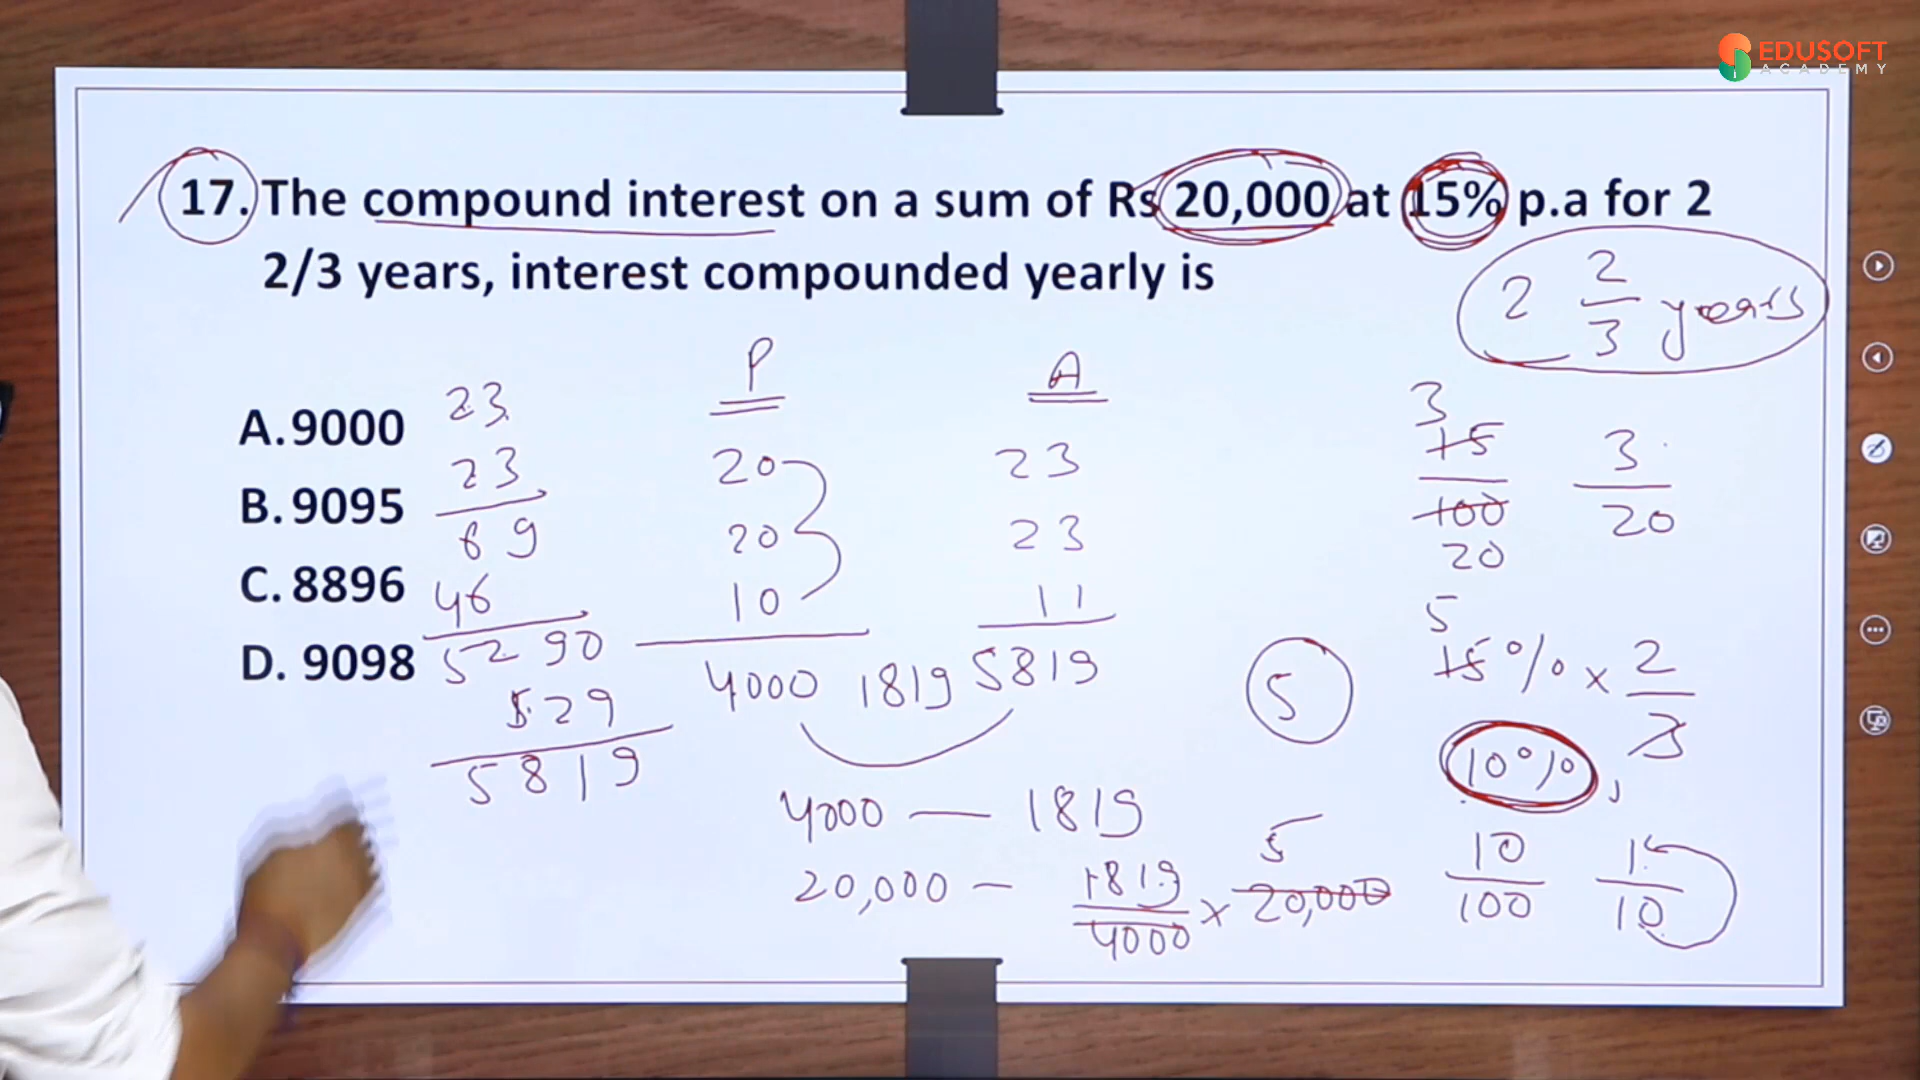 EDUSOFT
ACADEMY
17. The compound interest on a sum of Rs 20,000 at 15% p.a for 2
2/3 years, interest compounded yearly is
2 2/3 years
A. 9000
B. 9095
C. 8896
D. 9098
23
23
69
46
5290
529
5819
P A
20 23
20 23
10 11
4000 1819 5819
4000 — 1819
20,000 — 1819/4000 × 20,000
5
5
3
15
100
20
3
20
5
15% × 2/3
10%,
10
100
1
10